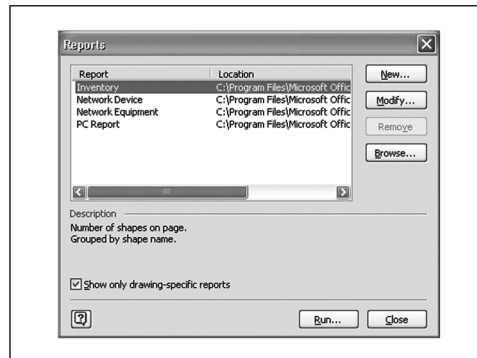 Reports
Report Location
Inventory C:\Program Files\Microsoft Offic
Network Device C:\Program Files\Microsoft Offic
Network Equipment C:\Program Files\Microsoft Offic
PC Report C:\Program Files\Microsoft Offic
New...
Modify...
Remove
Browse...
Description
Number of shapes on page.
Grouped by shape name.
Show only drawing-specific reports
?
Run... Close